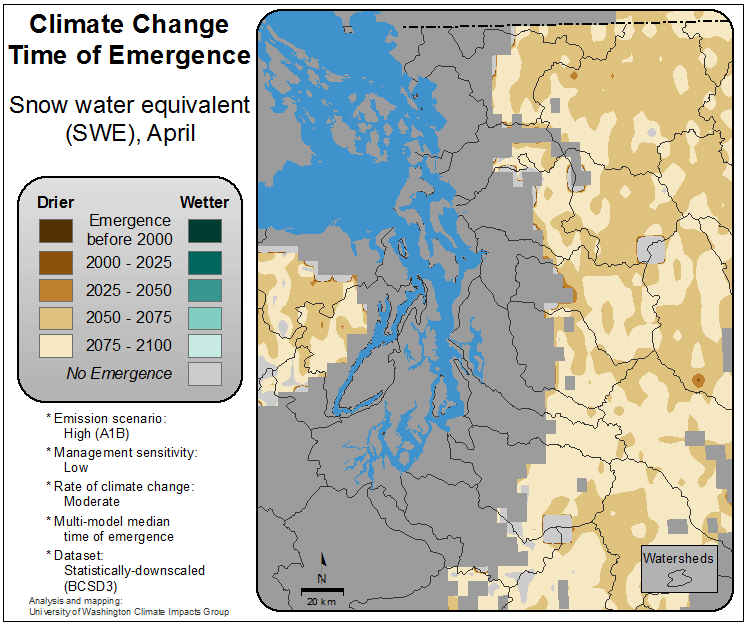 Climate Change
Time of Emergence
Snow water equivalent
(SWE), April
Drier Wetter
Emergence
before 2000
2000 - 2025
2025 - 2050
2050 - 2075
2075 - 2100
No Emergence
* Emission scenario:
High (A1B)
* Management sensitivity:
Low
* Rate of climate change:
Moderate
* Multi-model median
time of emergence
* Dataset:
Statistically-downscaled
(BCSD3)
Analysis and mapping:
University of Washington Climate Impacts Group
N
20 km
Watersheds